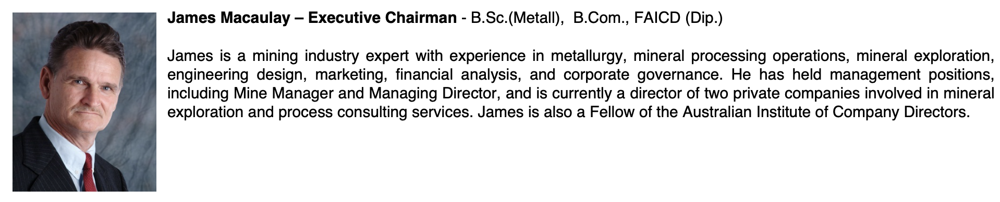 James Macaulay – Executive Chairman - B.Sc.(Metall),  B.Com., FAICD (Dip.)
James is a mining industry expert with experience in metallurgy, mineral processing operations, mineral exploration,
engineering design, marketing, financial analysis, and corporate governance. He has held management positions,
including Mine Manager and Managing Director, and is currently a director of two private companies involved in mineral
exploration and process consulting services. James is also a Fellow of the Australian Institute of Company Directors.